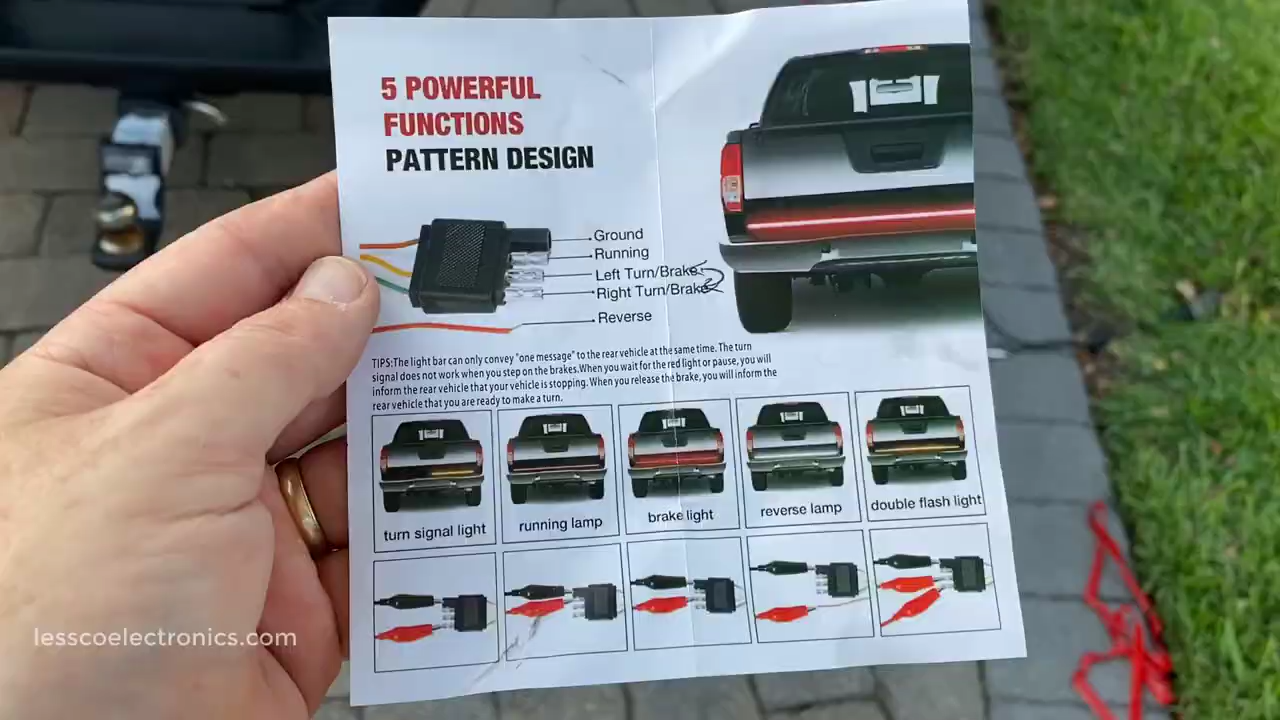 5 POWERFUL
FUNCTIONS
PATTERN DESIGN
Ground
Running
Left Turn/Brake
Right Turn/Brake
Reverse
TIPS:The light bar can only convey "one message" to the rear vehicle at the same time. The turn
signal does not work when you step on the brakes.When you wait for the red light or pause, you will
inform the rear vehicle that your vehicle is stopping. When you release the brake, you will inform the
rear vehicle that you are ready to make a turn.
turn signal light
running lamp
brake light
reverse lamp
double flash light
lesscoelectronics.com